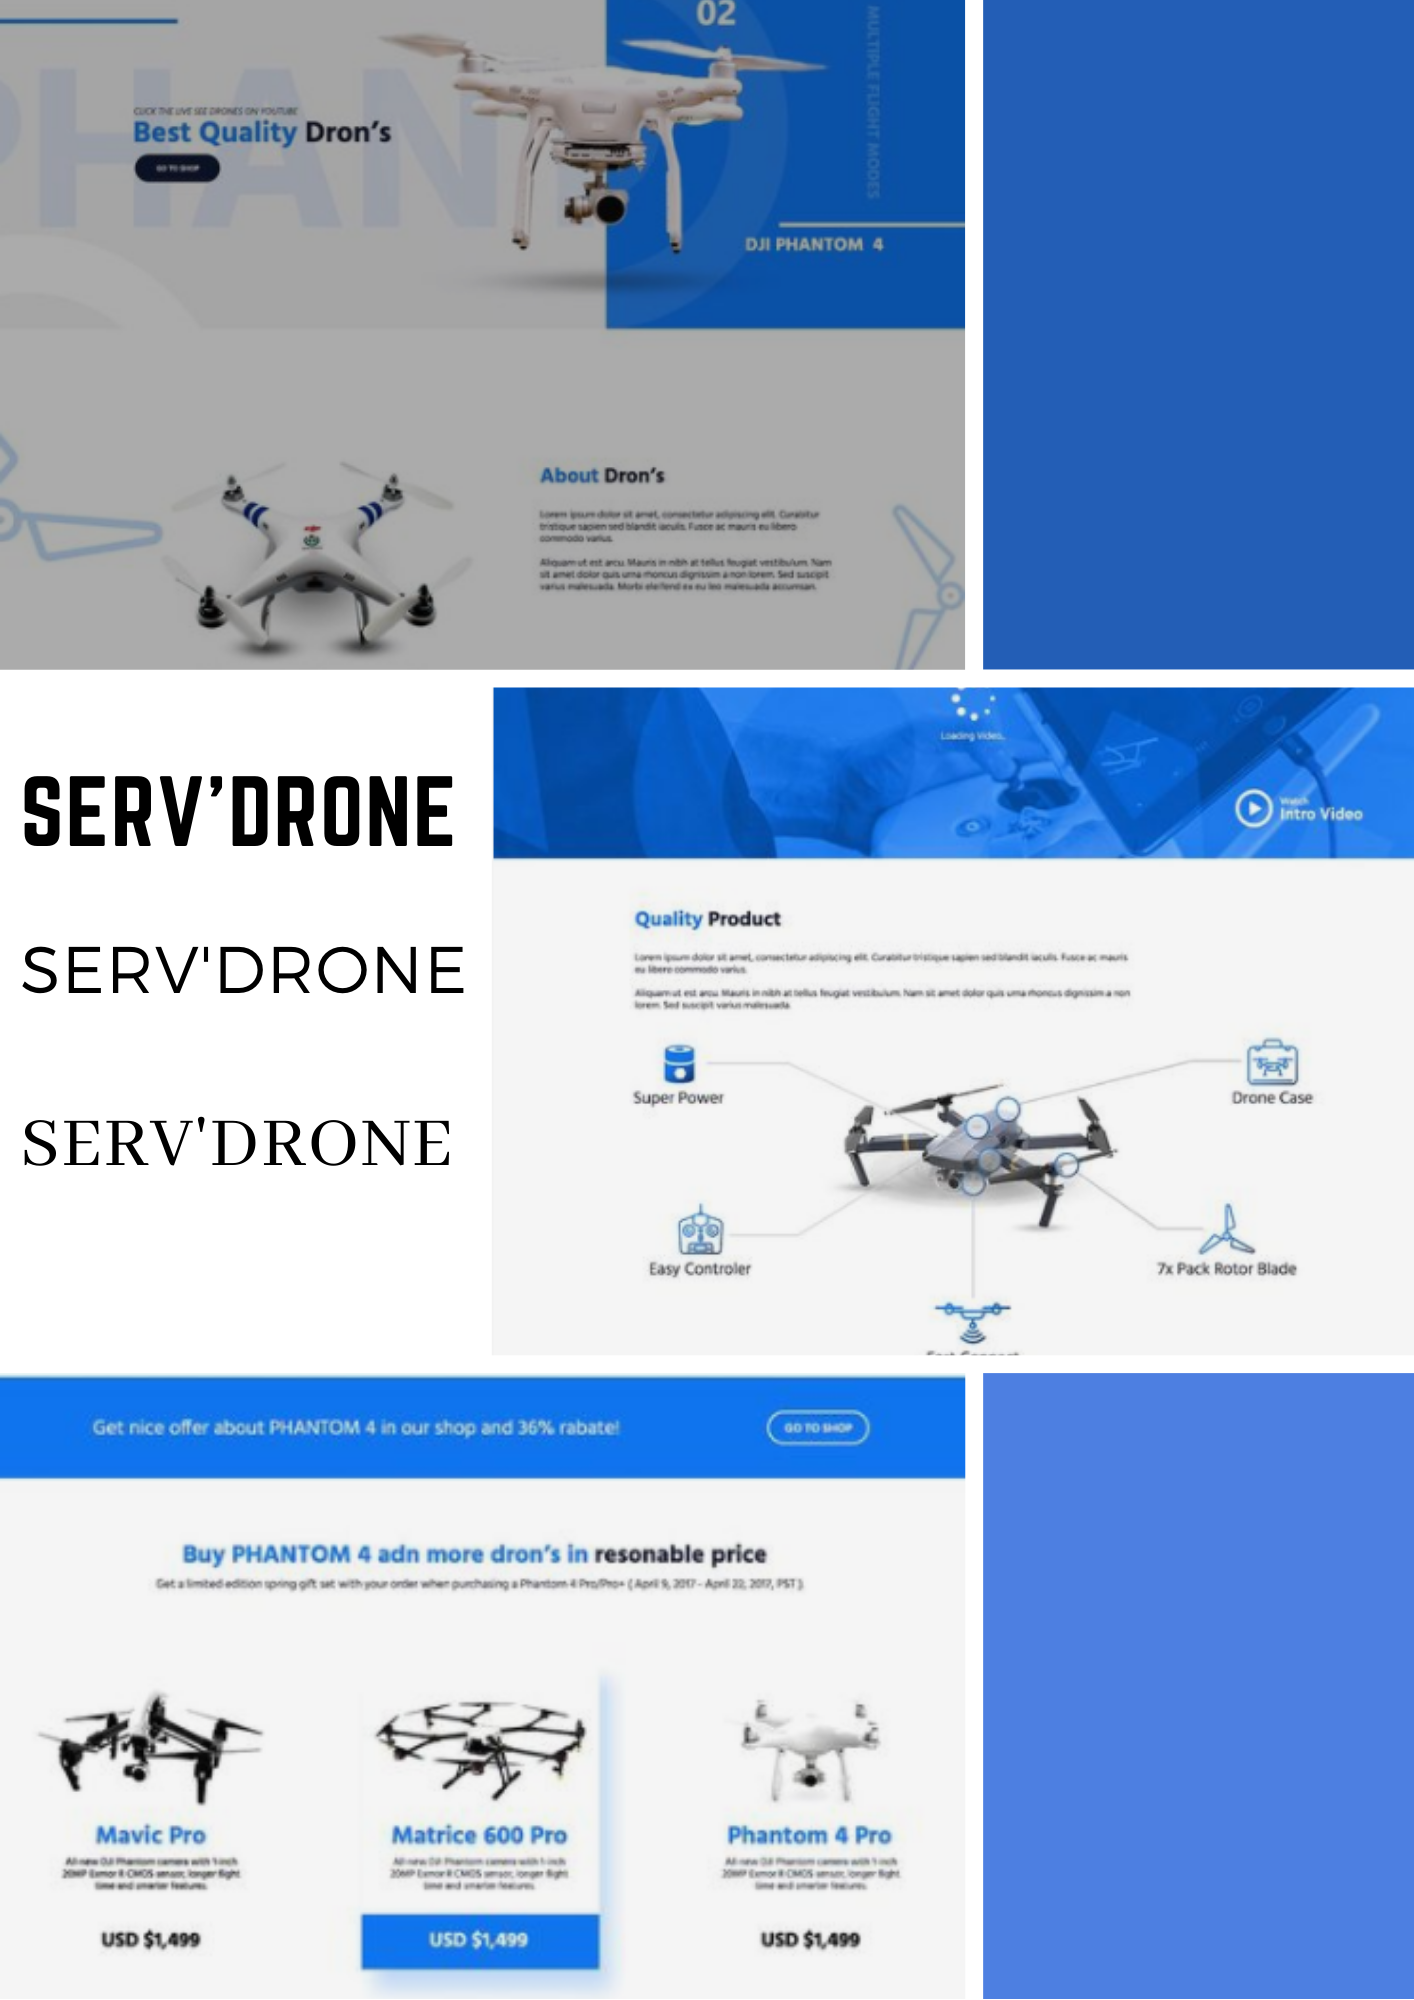 02
MULTIPLE FLIGHT MODES
PHAN
CLICK THE LIVE SEE DRONES ON YOUTUBE
Best Quality Dron's
GO TO SHOP
DJI PHANTOM 4
About Dron's
Lorem ipsum dolor sit amet, consectetur adipiscing elit. Curabitur
tristique sapien sed blandit iaculis. Fusce ac mauris eu libero
commodo varius.
Aliquam ut est arcu. Mauris in nibh at tellus feugiat vestibulum. Nam
sit amet dolor quis urna rhoncus dignissim a non lorem. Sed suscipit
varius malesuada. Morbi eleifend ex eu leo malesuada accumsan.
SERV'DRONE
SERV'DRONE
SERV'DRONE
Loading Video..
Watch
Intro Video
Quality Product
Lorem ipsum dolor sit amet, consectetur adipiscing elit. Curabitur tristique sapien sed blandit iaculis. Fusce ac mauris
eu libero commodo varius.
Aliquam ut est arcu. Mauris in nibh at tellus feugiat vestibulum. Nam sit amet dolor quis urna rhoncus dignissim a non
lorem. Sed suscipit varius malesuada.
Super Power
Drone Case
Easy Controler
7x Pack Rotor Blade
Get nice offer about PHANTOM 4 in our shop and 36% rabate!
GO TO SHOP
Buy PHANTOM 4 adn more dron's in resonable price
Get a limited edition spring gift set with your order when purchasing a Phantom 4 Pro/Pro+ ( April 9, 2017 - April 22, 2017, PST ).
Mavic Pro
All-new DJI Phantom camera with 1-inch
20MP Exmor R CMOS sensor, longer flight
time and smarter features.
USD $1,499
Matrice 600 Pro
All-new DJI Phantom camera with 1-inch
20MP Exmor R CMOS sensor, longer flight
time and smarter features.
USD $1,499
Phantom 4 Pro
All-new DJI Phantom camera with 1-inch
20MP Exmor R CMOS sensor, longer flight
time and smarter features.
USD $1,499